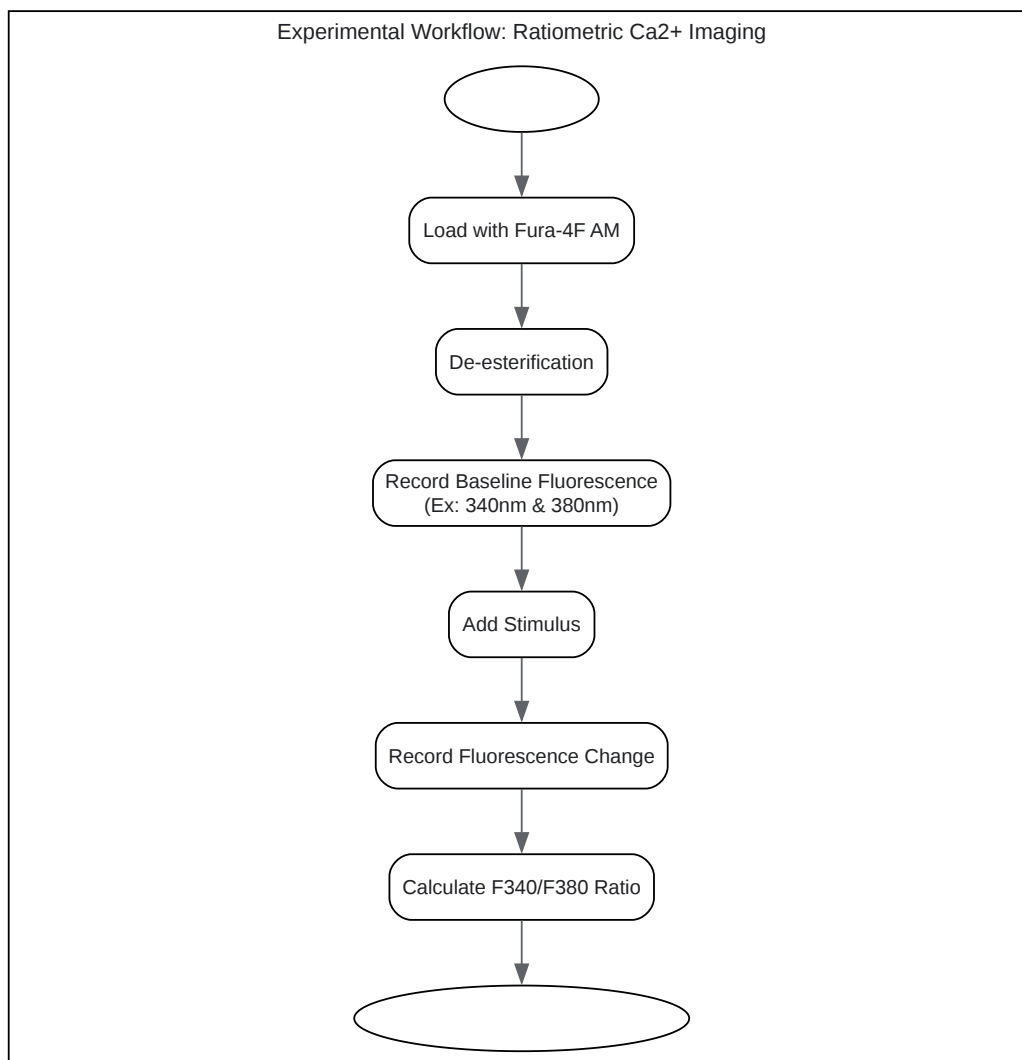 Experimental Workflow: Ratiometric Ca2+ Imaging
Load with Fura-4F AM
De-esterification
Record Baseline Fluorescence
(Ex: 340nm & 380nm)
Add Stimulus
Record Fluorescence Change
Calculate F340/F380 Ratio